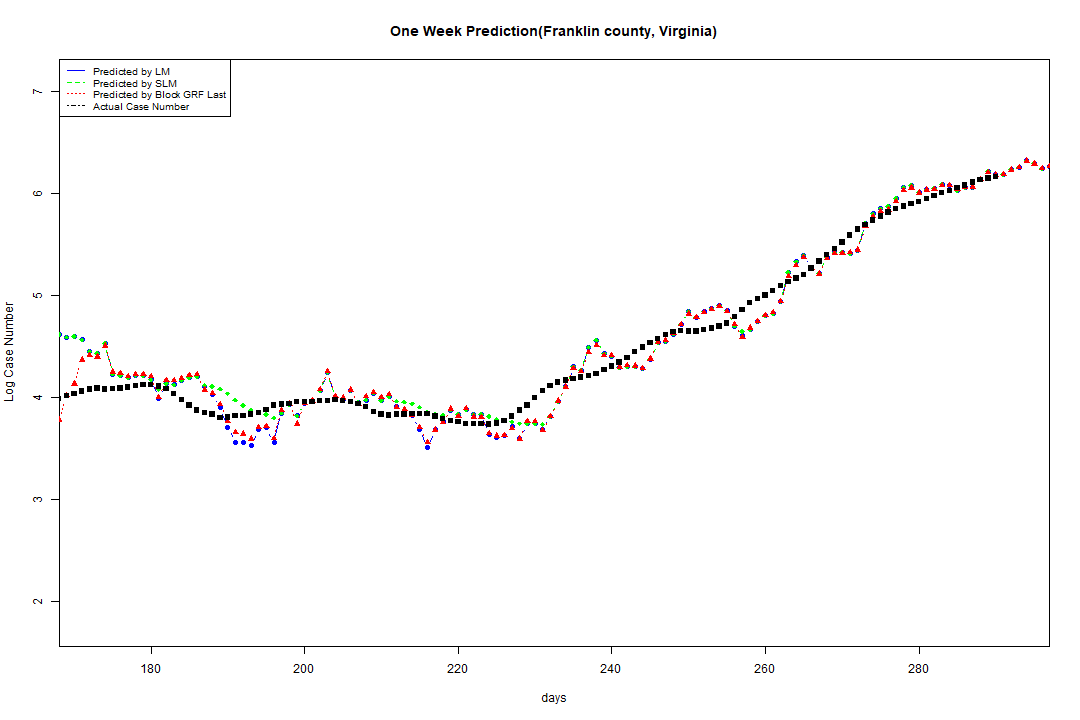 One Week Prediction(Franklin county, Virginia)
Predicted by LM
Predicted by SLM
Predicted by Block GRF Last
Actual Case Number
7
6
5
4
3
2
Log Case Number
180 200 220 240 260 280
days